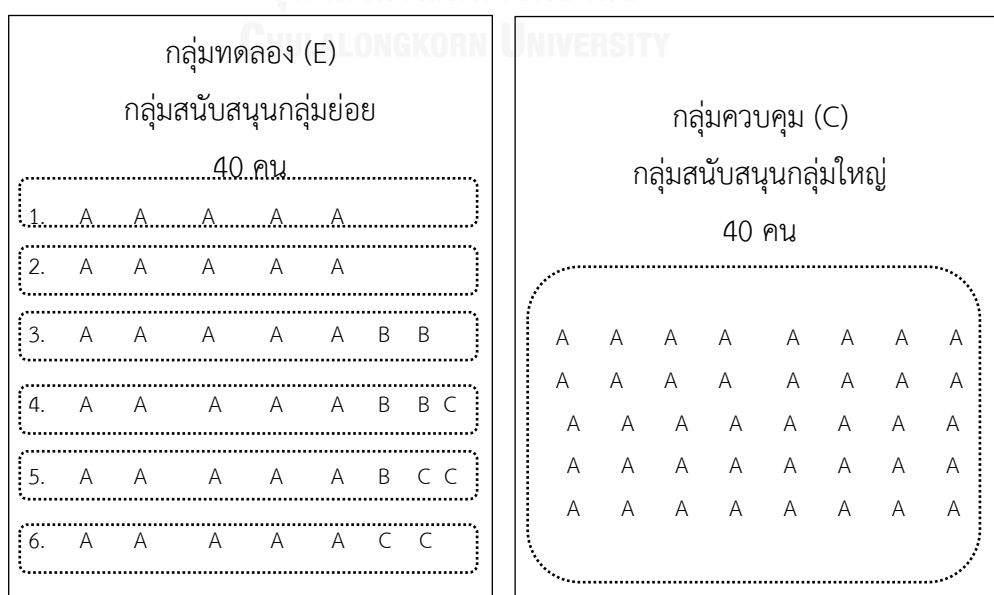 CHULALONGKORN UNIVERSITY
กลุ่มทดลอง (E)
กลุ่มสนับสนุนกลุ่มย่อย
40 คน
1. A A A A A
2. A A A A A
3. A A A A A B B
4. A A A A A B B C
5. A A A A A B C C
6. A A A A A C C
กลุ่มควบคุม (C)
กลุ่มสนับสนุนกลุ่มใหญ่
40 คน
A A A A A A A A
A A A A A A A A
A A A A A A A A
A A A A A A A A
A A A A A A A A